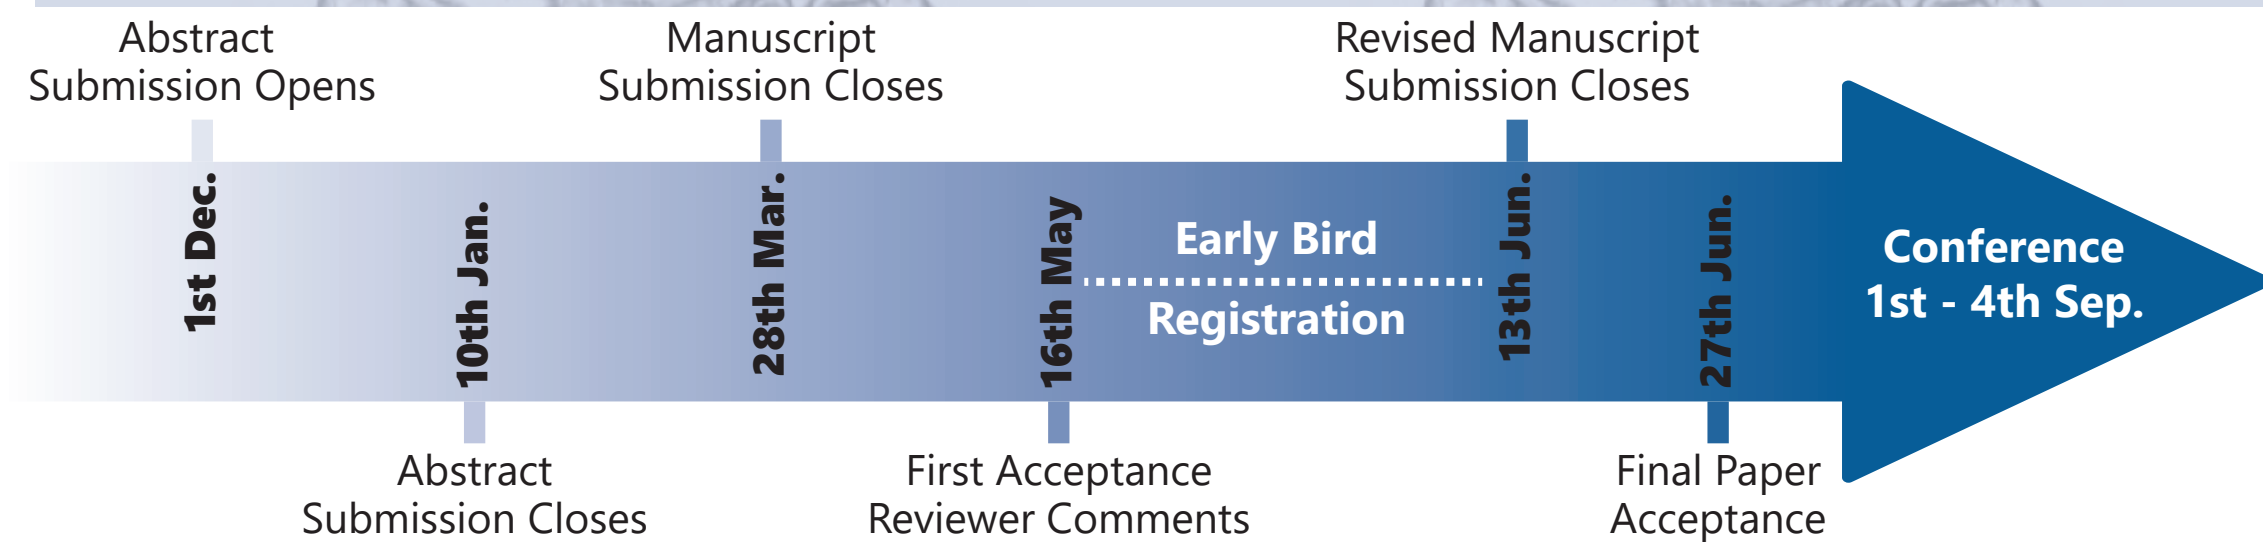 Abstract
Submission Opens
Manuscript
Submission Closes
Revised Manuscript
Submission Closes
1st Dec.
10th Jan.
28th Mar.
16th May
Early Bird
Registration
13th Jun.
27th Jun.
Conference
1st - 4th Sep.
Abstract
Submission Closes
First Acceptance
Reviewer Comments
Final Paper
Acceptance